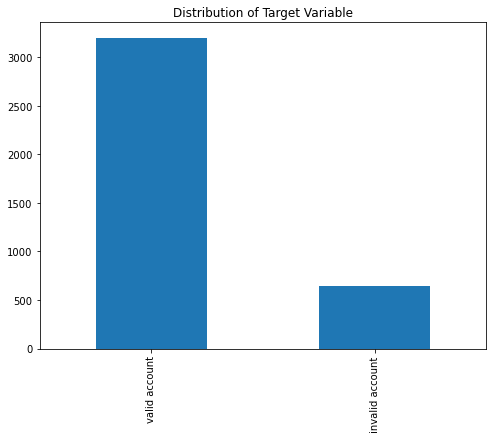 Distribution of Target Variable
3000
2500
2000
1500
1000
500
0
valid account
invalid account